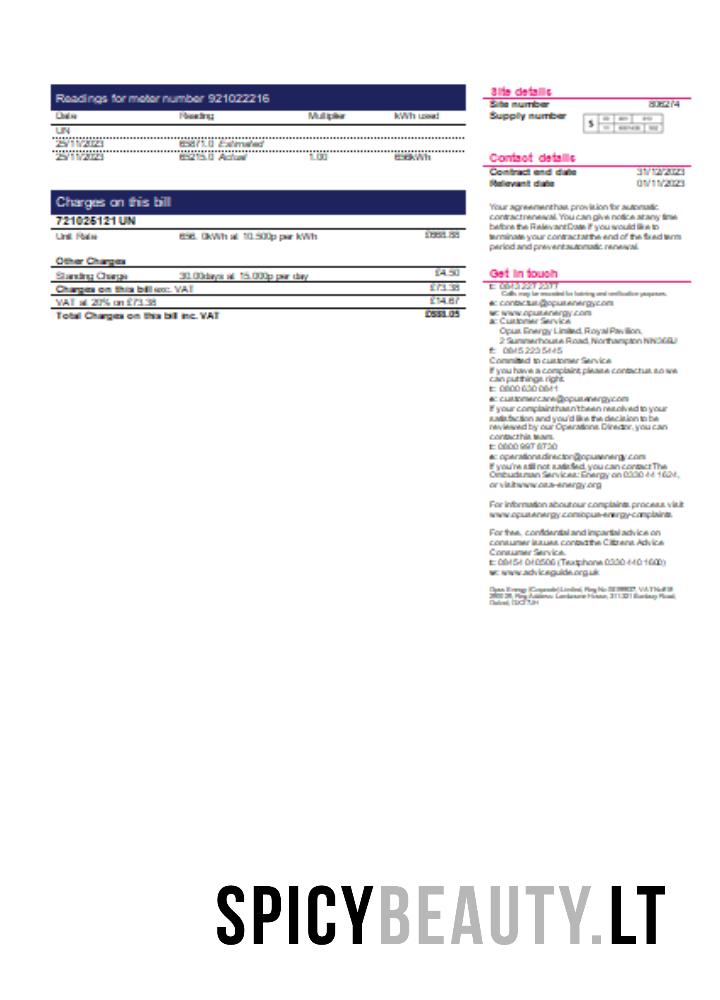 Readings for meter number 921022216
Date Reading Multiplier kWh used
UN
25/11/2023 65871.0 Estimated
25/11/2023 65215.0 Actual 1.00 656kWh
Charges on this bill
721025121 UN
Unit Rate 656. 0kWh at 10.500p per kWh
Other Charges
Standing Charge 30.00days at 15.000p per day £4.50
Charges on this bill exc. VAT £73.38
VAT at 20% on £73.38 £14.67
Total Charges on this bill inc. VAT
Site details
Site number 806274
Supply number S
Contact details
Contract end date 31/12/2023
Relevant date 01/11/2023
Your agreement has provision for automatic
contract renewal. You can give notice at any time
before the Relevant Date if you would like to
terminate your contract at the end of the fixed term
period and prevent automatic renewal.
Get in touch
t: 0843 227 2377
Calls may be recorded for training and verification purposes.
e: contactus@opusenergy.com
w: www.opusenergy.com
a: Customer Service
Opus Energy Limited, Royal Pavilion,
2 Summerhouse Road, Northampton
f: 0845 223 5445
Committed to customer Service
If you have a complaint, please contact us so we
can put things right.
t: 0800 630 0841
e: customercare@opusenergy.com
If your complaint hasn't been resolved to your
satisfaction and you'd like the decision to be
reviewed by our Operations Director, you can
contact this team.
t: 0800 997 8730
e: operationsdirector@opusenergy.com
If you're still not satisfied, you can contact The
Ombudsman Services: Energy on 0330 44 1624,
or visit www.osa-energy.org
For information about our complaints process visit
www.opusenergy.com/opus-energy-complaints.
For free, confidential and impartial advice on
consumer issues contact the Citizens Advice
Consumer Service.
t: 08454 040506 (Textphone 0330 440 1600)
w: www.adviceguide.org.uk
Opus Energy (Corporate) Limited, Reg No VAT
Reg Address: Lambourne House, 311-321 Banbury Road,
Oxford,
SPICYBEAUTY.LT